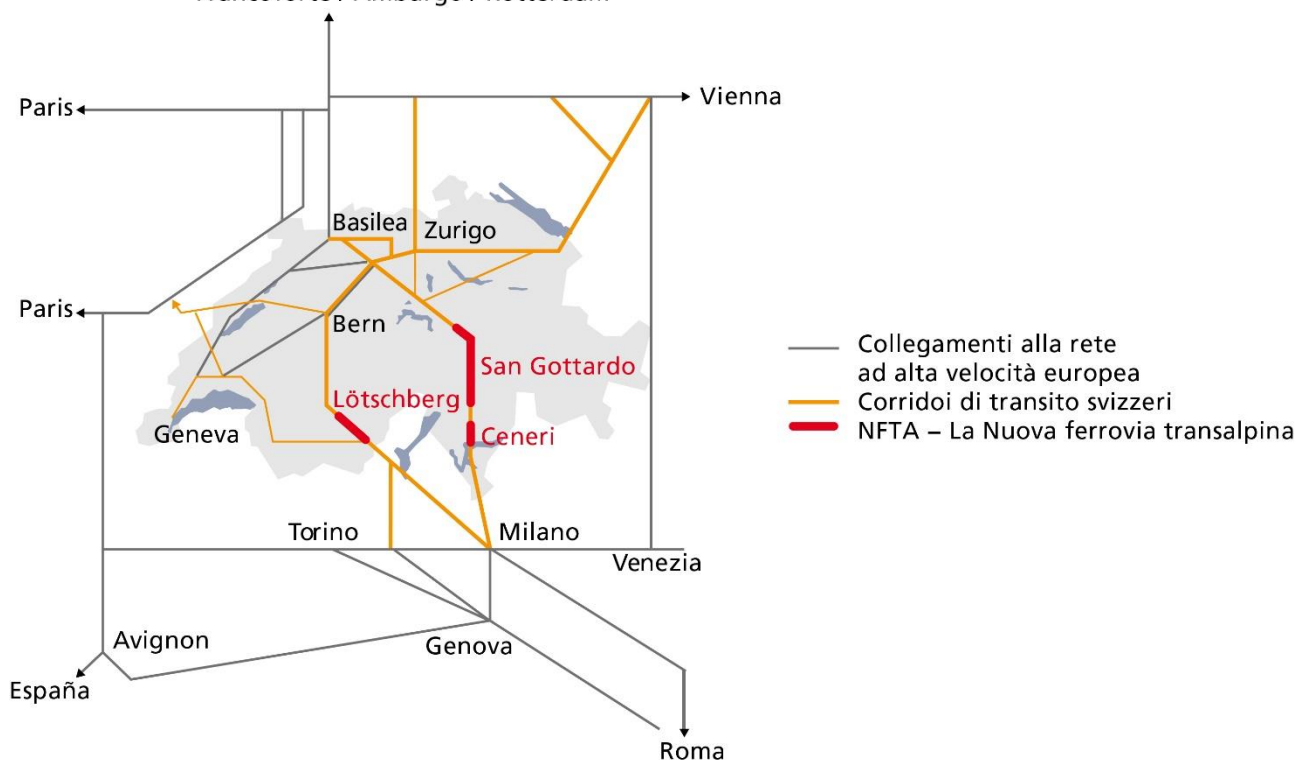 Paris
Vienna
Basilea
Zurigo
Paris
Bern
San Gottardo
Lötschberg
Geneva
Ceneri
Torino
Milano
Venezia
Avignon
Genova
España
Roma
Collegamenti alla rete
ad alta velocità europea
Corridoi di transito svizzeri
NFTA – La Nuova ferrovia transalpina